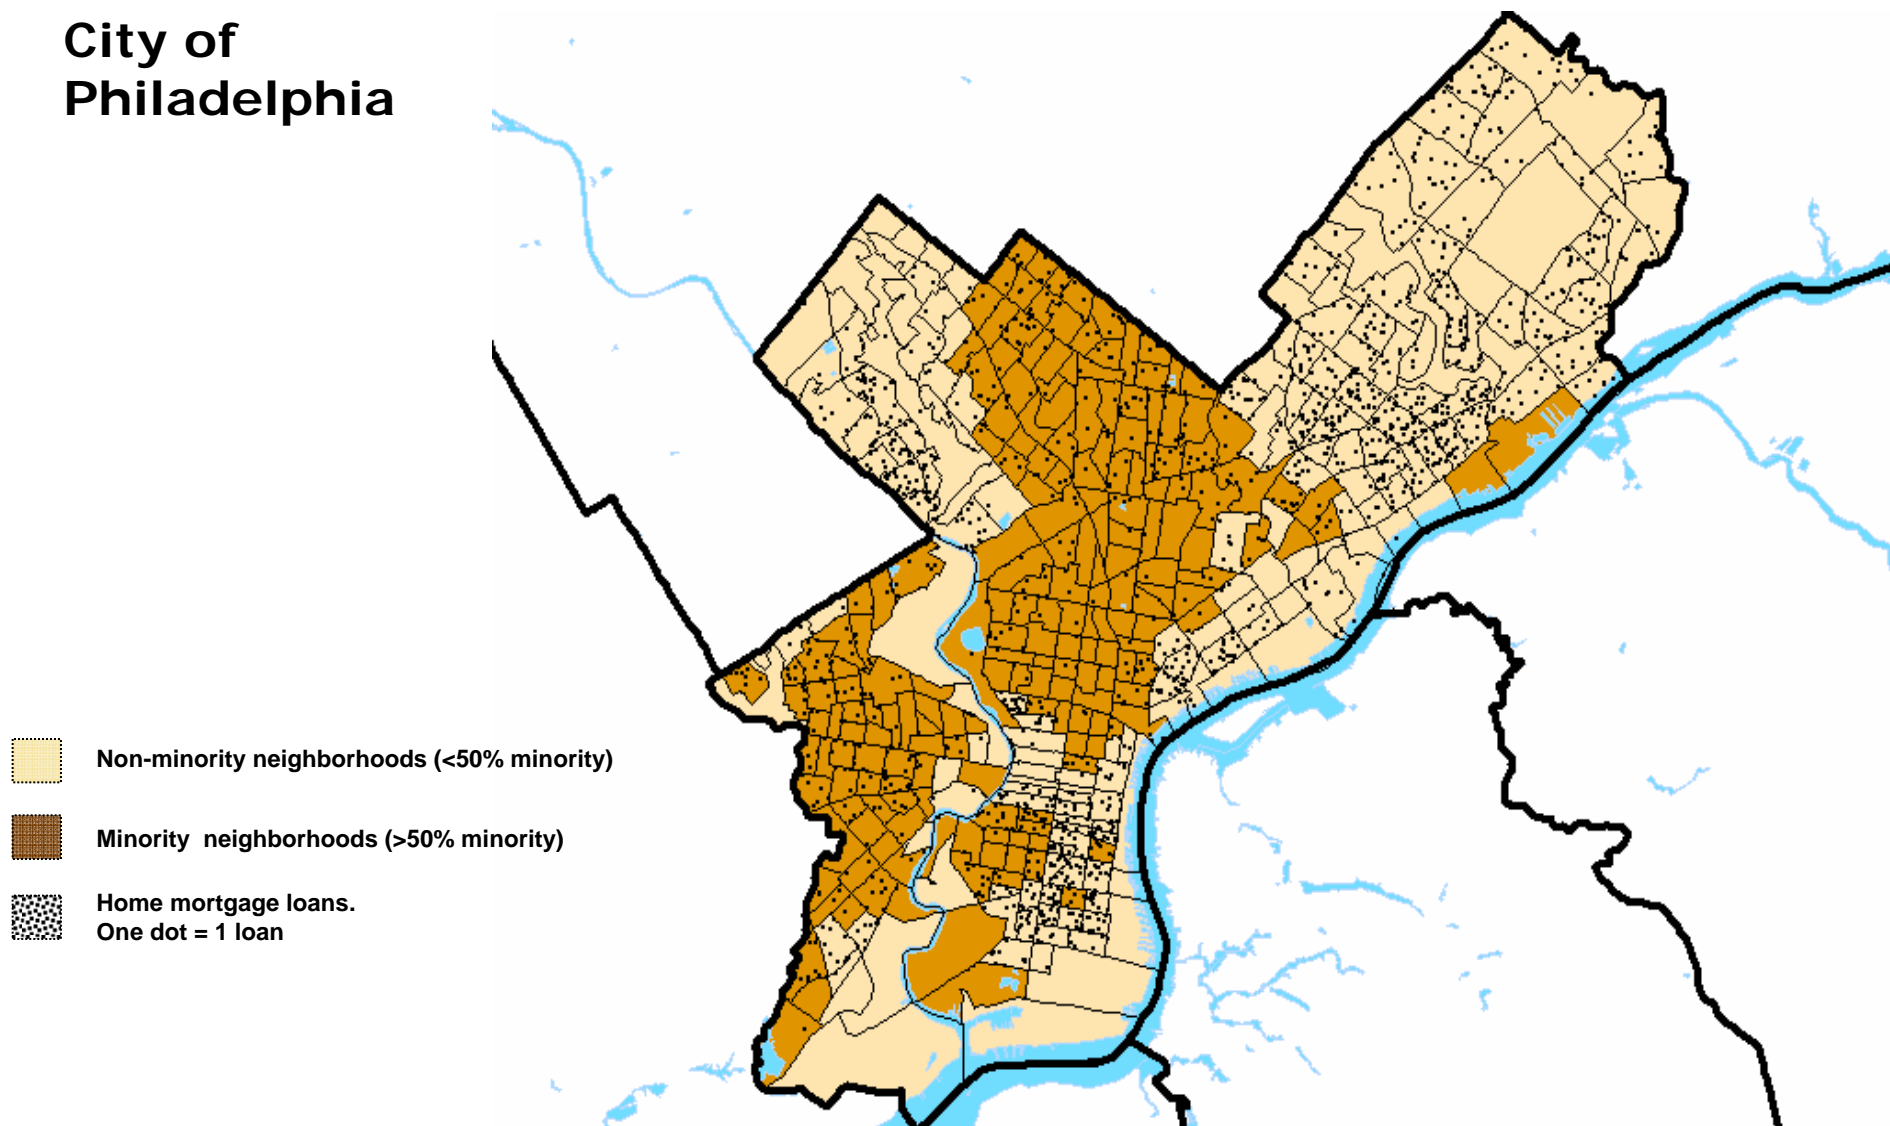 City of
Philadelphia
Non-minority neighborhoods (<50% minority)
Minority  neighborhoods (>50% minority)
Home mortgage loans.
One dot = 1 loan